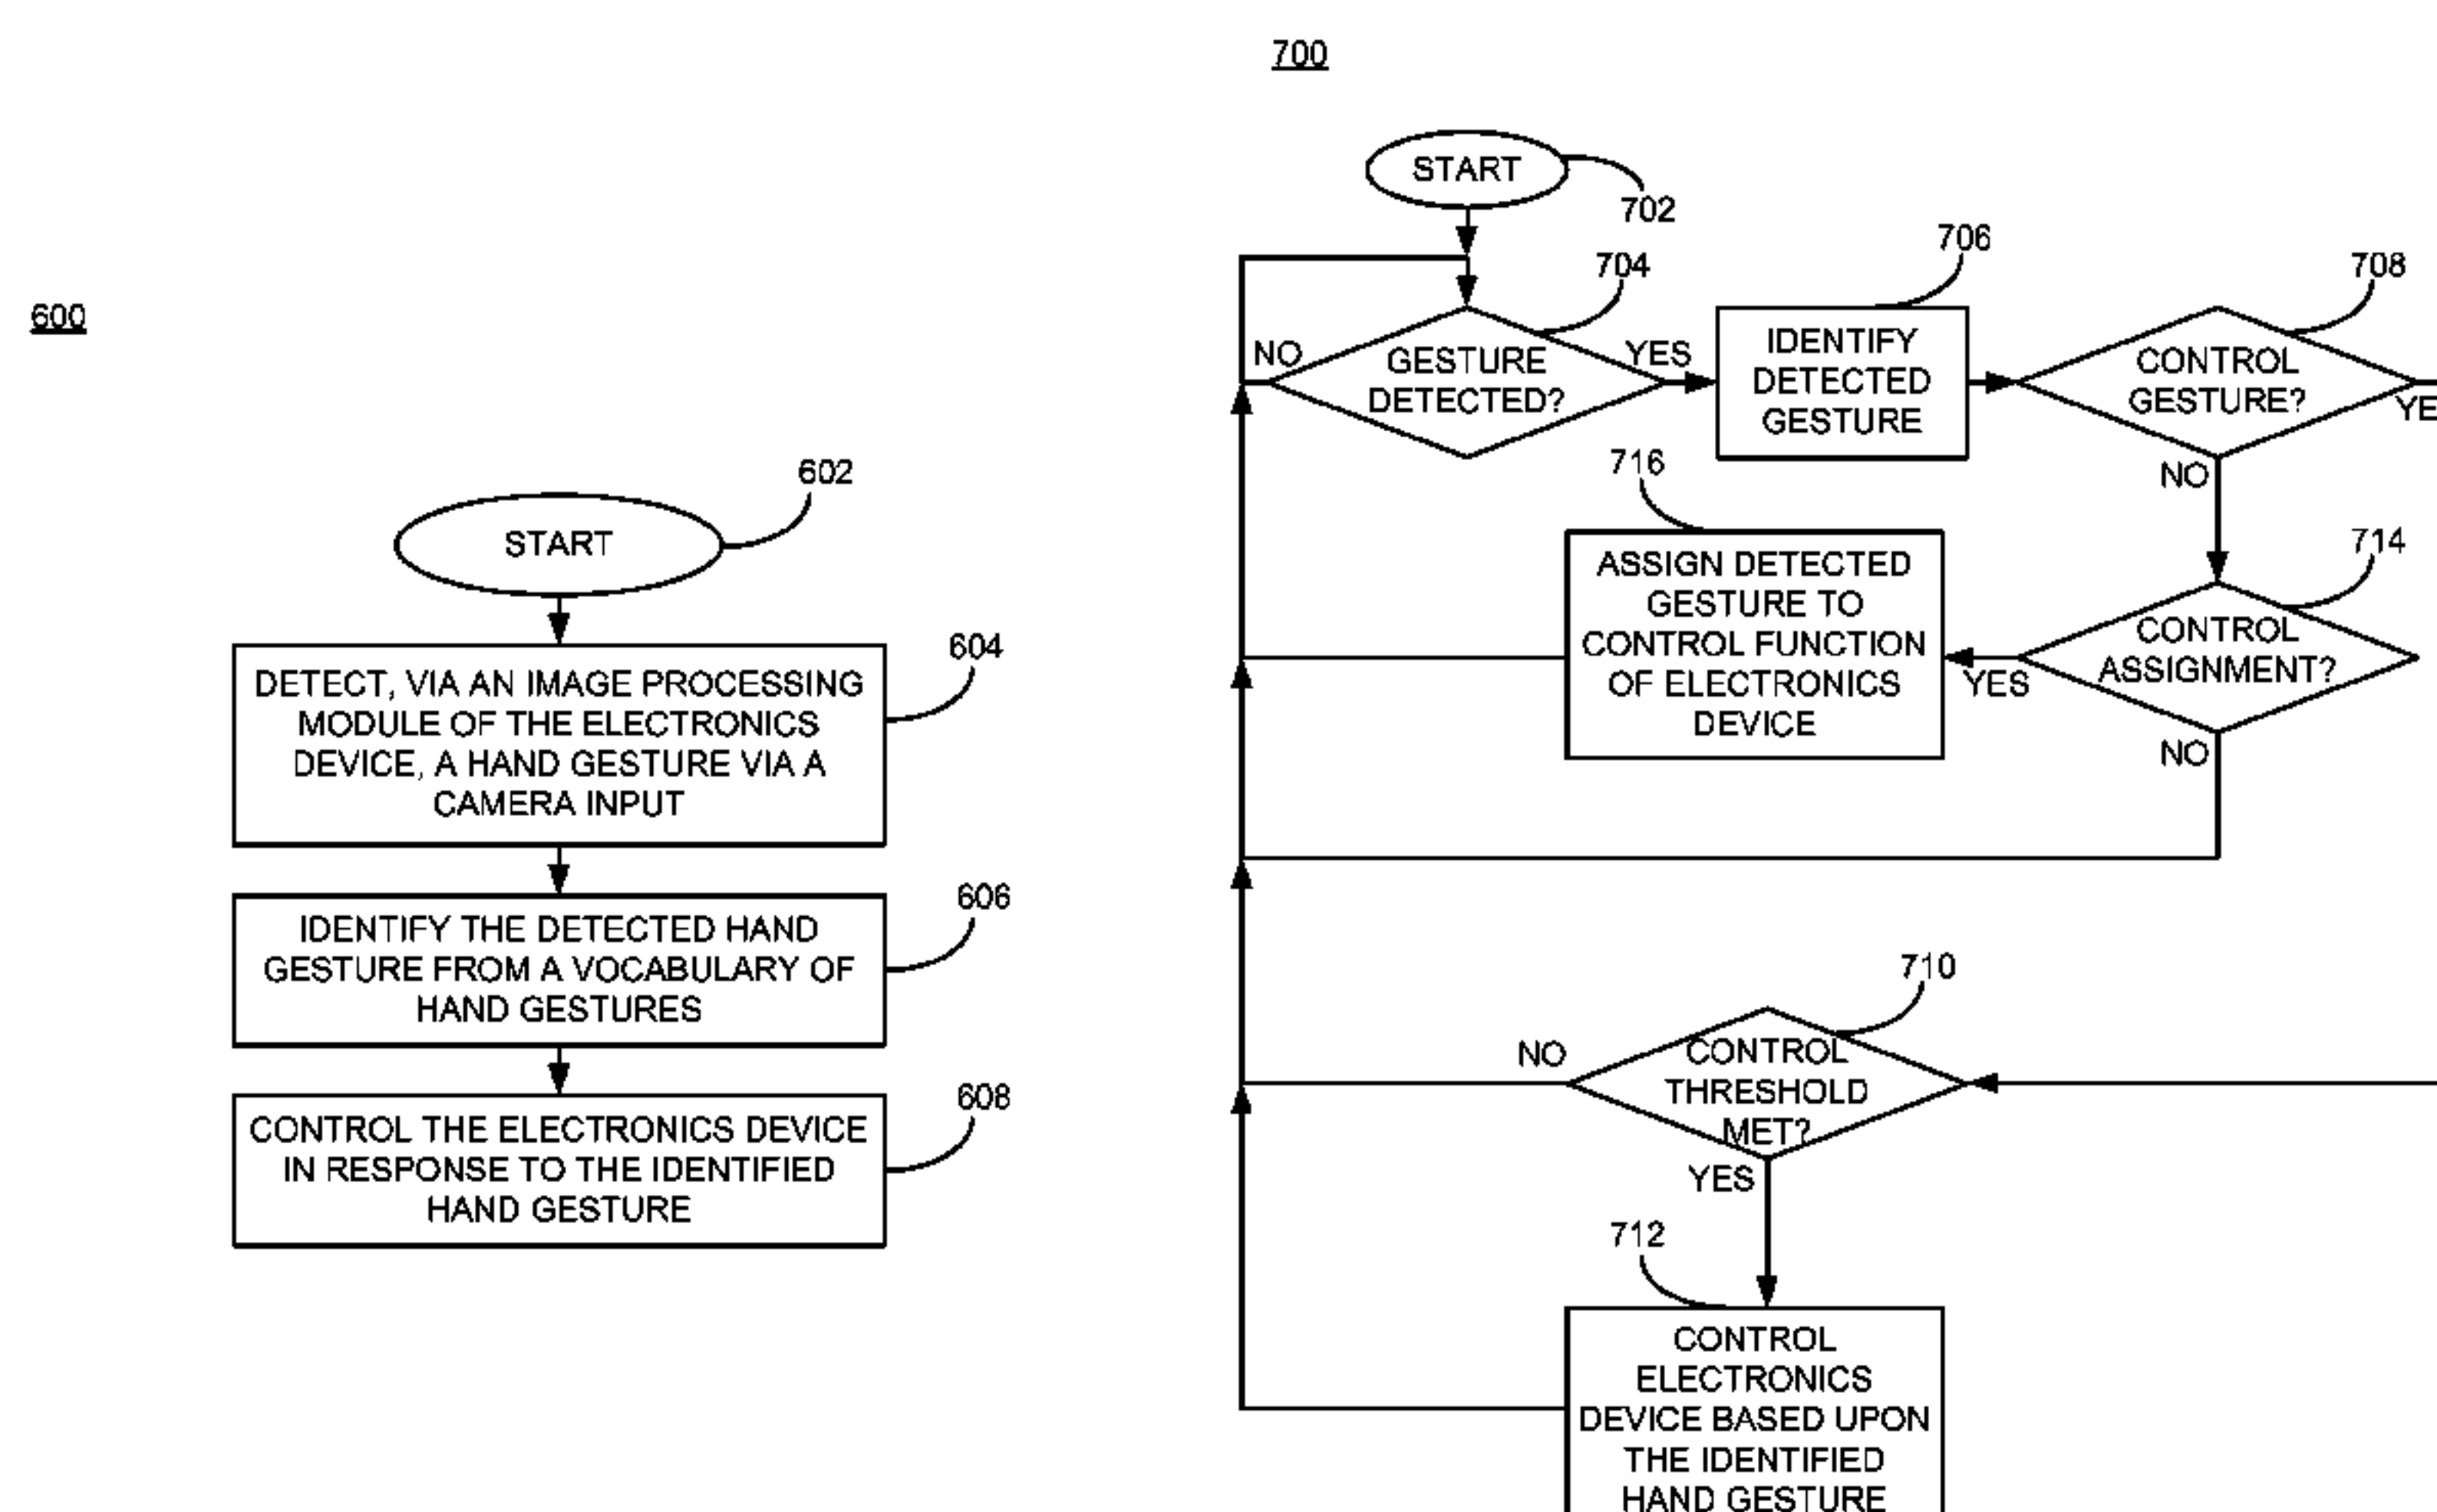 600
START
602
DETECT, VIA AN IMAGE PROCESSING
MODULE OF THE ELECTRONICS
DEVICE, A HAND GESTURE VIA A
CAMERA INPUT
604
IDENTIFY THE DETECTED HAND
GESTURE FROM A VOCABULARY OF
HAND GESTURES
606
CONTROL THE ELECTRONICS DEVICE
IN RESPONSE TO THE IDENTIFIED
HAND GESTURE
608
700
START
702
GESTURE
DETECTED?
704
NO
YES
IDENTIFY
DETECTED
GESTURE
706
CONTROL
GESTURE?
708
YE
NO
CONTROL
ASSIGNMENT?
714
YES
NO
ASSIGN DETECTED
GESTURE TO
CONTROL FUNCTION
OF ELECTRONICS
DEVICE
716
CONTROL
THRESHOLD
MET?
710
NO
YES
CONTROL
ELECTRONICS
DEVICE BASED UPON
THE IDENTIFIED
HAND GESTURE
712